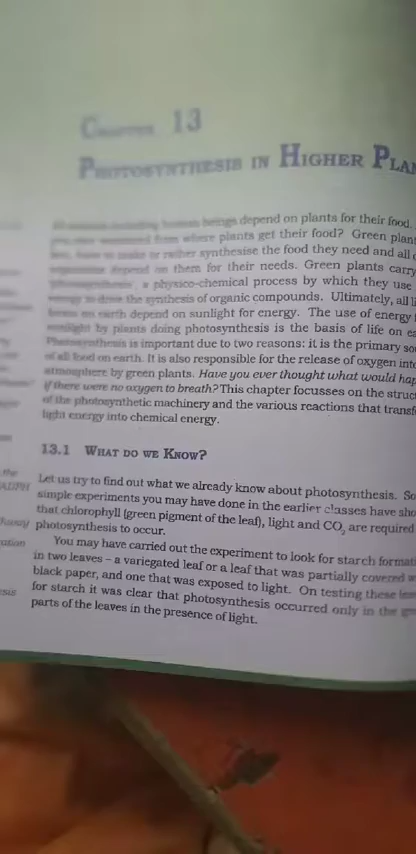 CHAPTER 13
PHOTOSYNTHESIS IN HIGHER PLAN
beings depend on plants for their food.
from where plants get their food? Green plan
to make or rather synthesise the food they need and all
depend on them for their needs. Green plants carry
a physico-chemical process by which they use
energy to drive the synthesis of organic compounds. Ultimately, all li
forms on earth depend on sunlight for energy. The use of energy
sunlight by plants doing photosynthesis is the basis of life on ea
Photosynthesis is important due to two reasons: it is the primary so
of all food on earth. It is also responsible for the release of oxygen into
atmosphere by green plants. Have you ever thought what would hap
if there were no oxygen to breath? This chapter focusses on the struc
of the photosynthetic machinery and the various reactions that transf
light energy into chemical energy.
13.1 WHAT DO WE KNOW?
Let us try to find out what we already know about photosynthesis. So
simple experiments you may have done in the earlier classes have sho
that chlorophyll (green pigment of the leaf), light and CO₂ are required
photosynthesis to occur.
You may have carried out the experiment to look for starch formati
in two leaves – a variegated leaf or a leaf that was partially covered w
black paper, and one that was exposed to light. On testing these
for starch it was clear that photosynthesis occurred only in the
parts of the leaves in the presence of light.